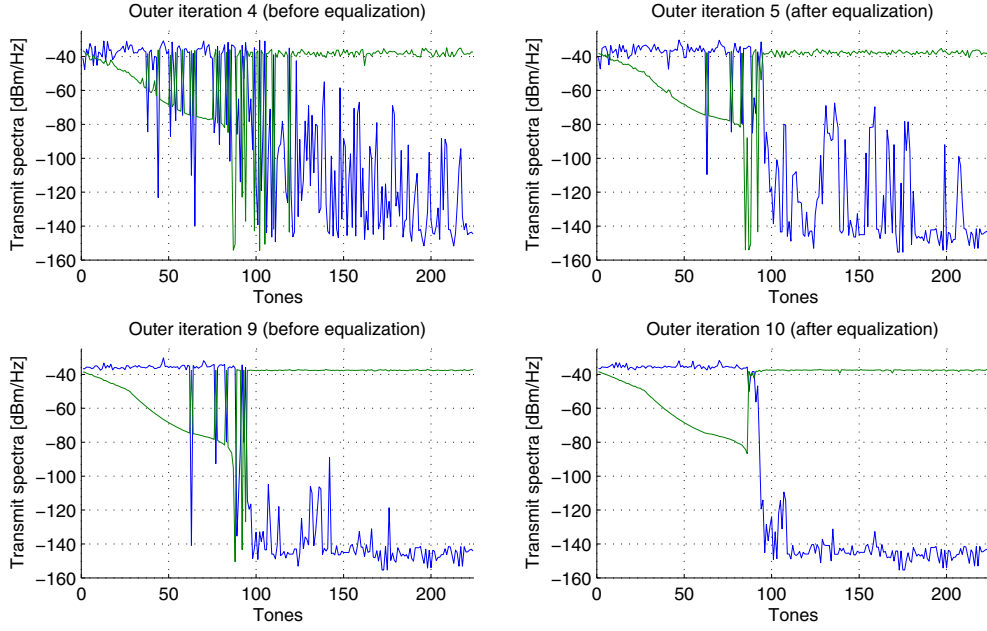 Outer iteration 4 (before equalization)
Transmit spectra [dBm/Hz]
−40
−60
−80
−100
−120
−140
−160
0 50 100 150 200
Tones
Outer iteration 5 (after equalization)
Transmit spectra [dBm/Hz]
−40
−60
−80
−100
−120
−140
−160
0 50 100 150 200
Tones
Outer iteration 9 (before equalization)
Transmit spectra [dBm/Hz]
−40
−60
−80
−100
−120
−140
−160
0 50 100 150 200
Tones
Outer iteration 10 (after equalization)
Transmit spectra [dBm/Hz]
−40
−60
−80
−100
−120
−140
−160
0 50 100 150 200
Tones